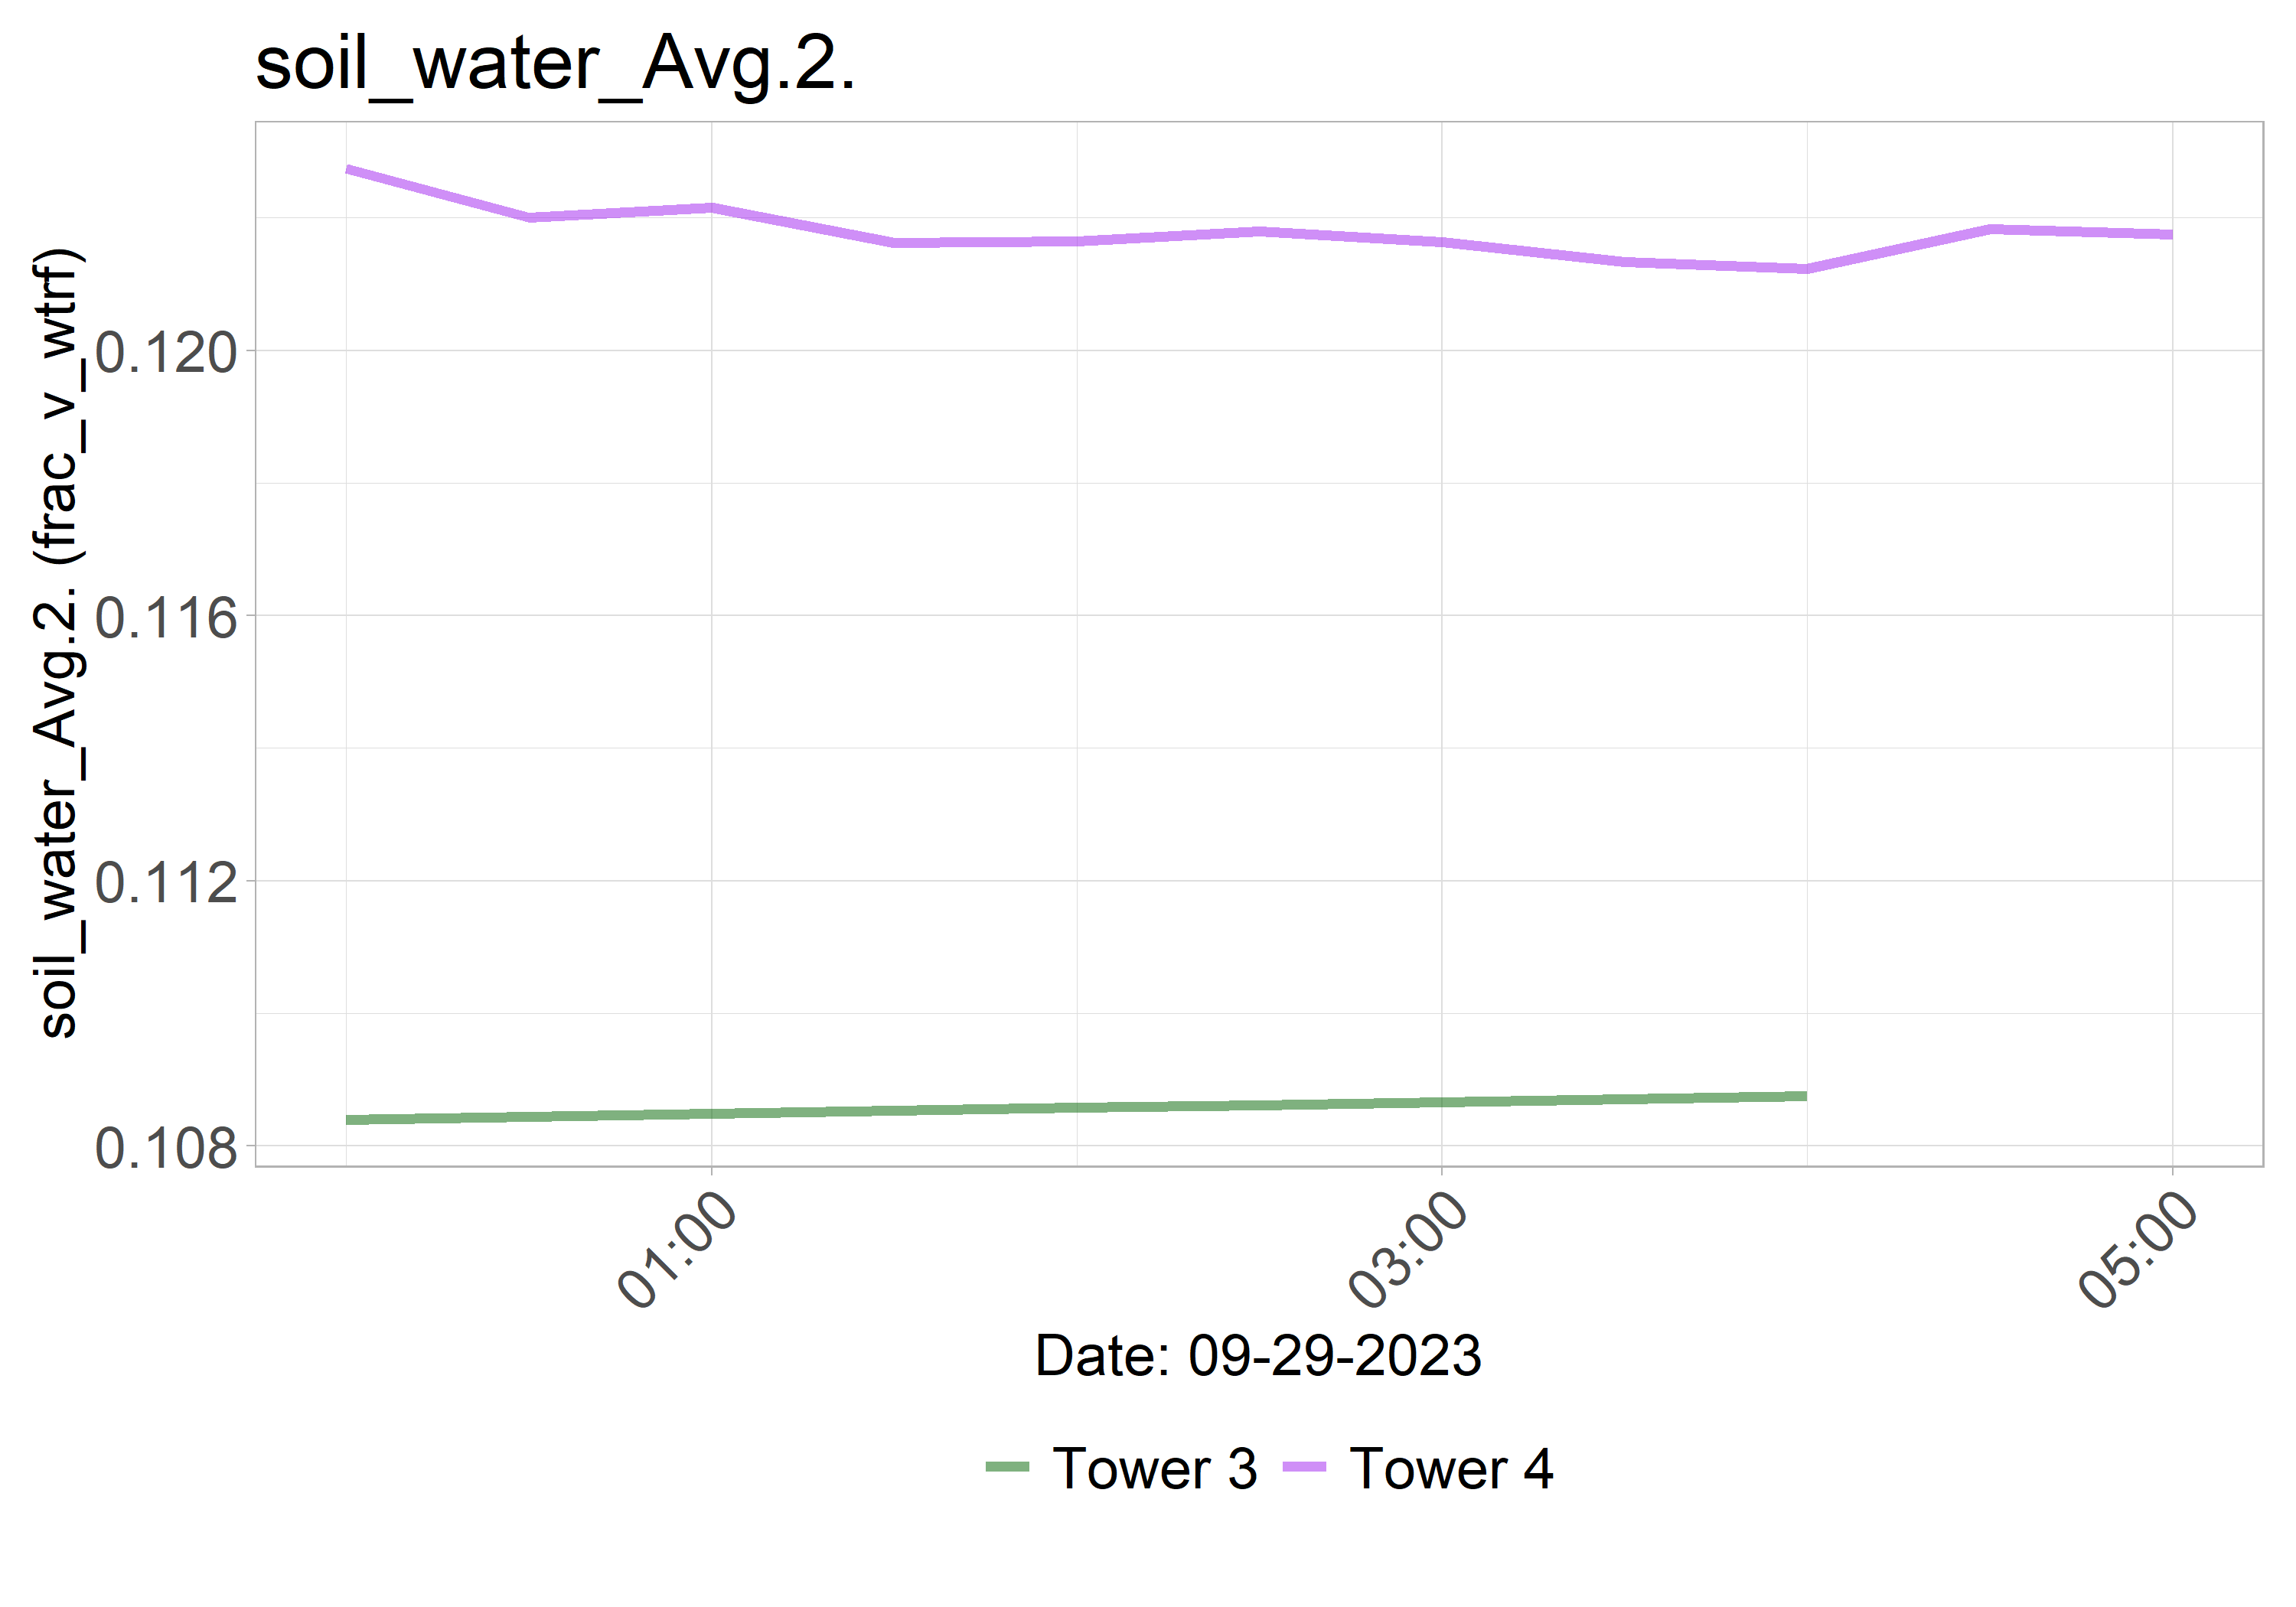 soil_water_Avg.2.
soil_water_Avg.2. (frac_v_wtrf)
0.120
0.116
0.112
0.108
01:00
03:00
05:00
Date: 09-29-2023
Tower 3
Tower 4